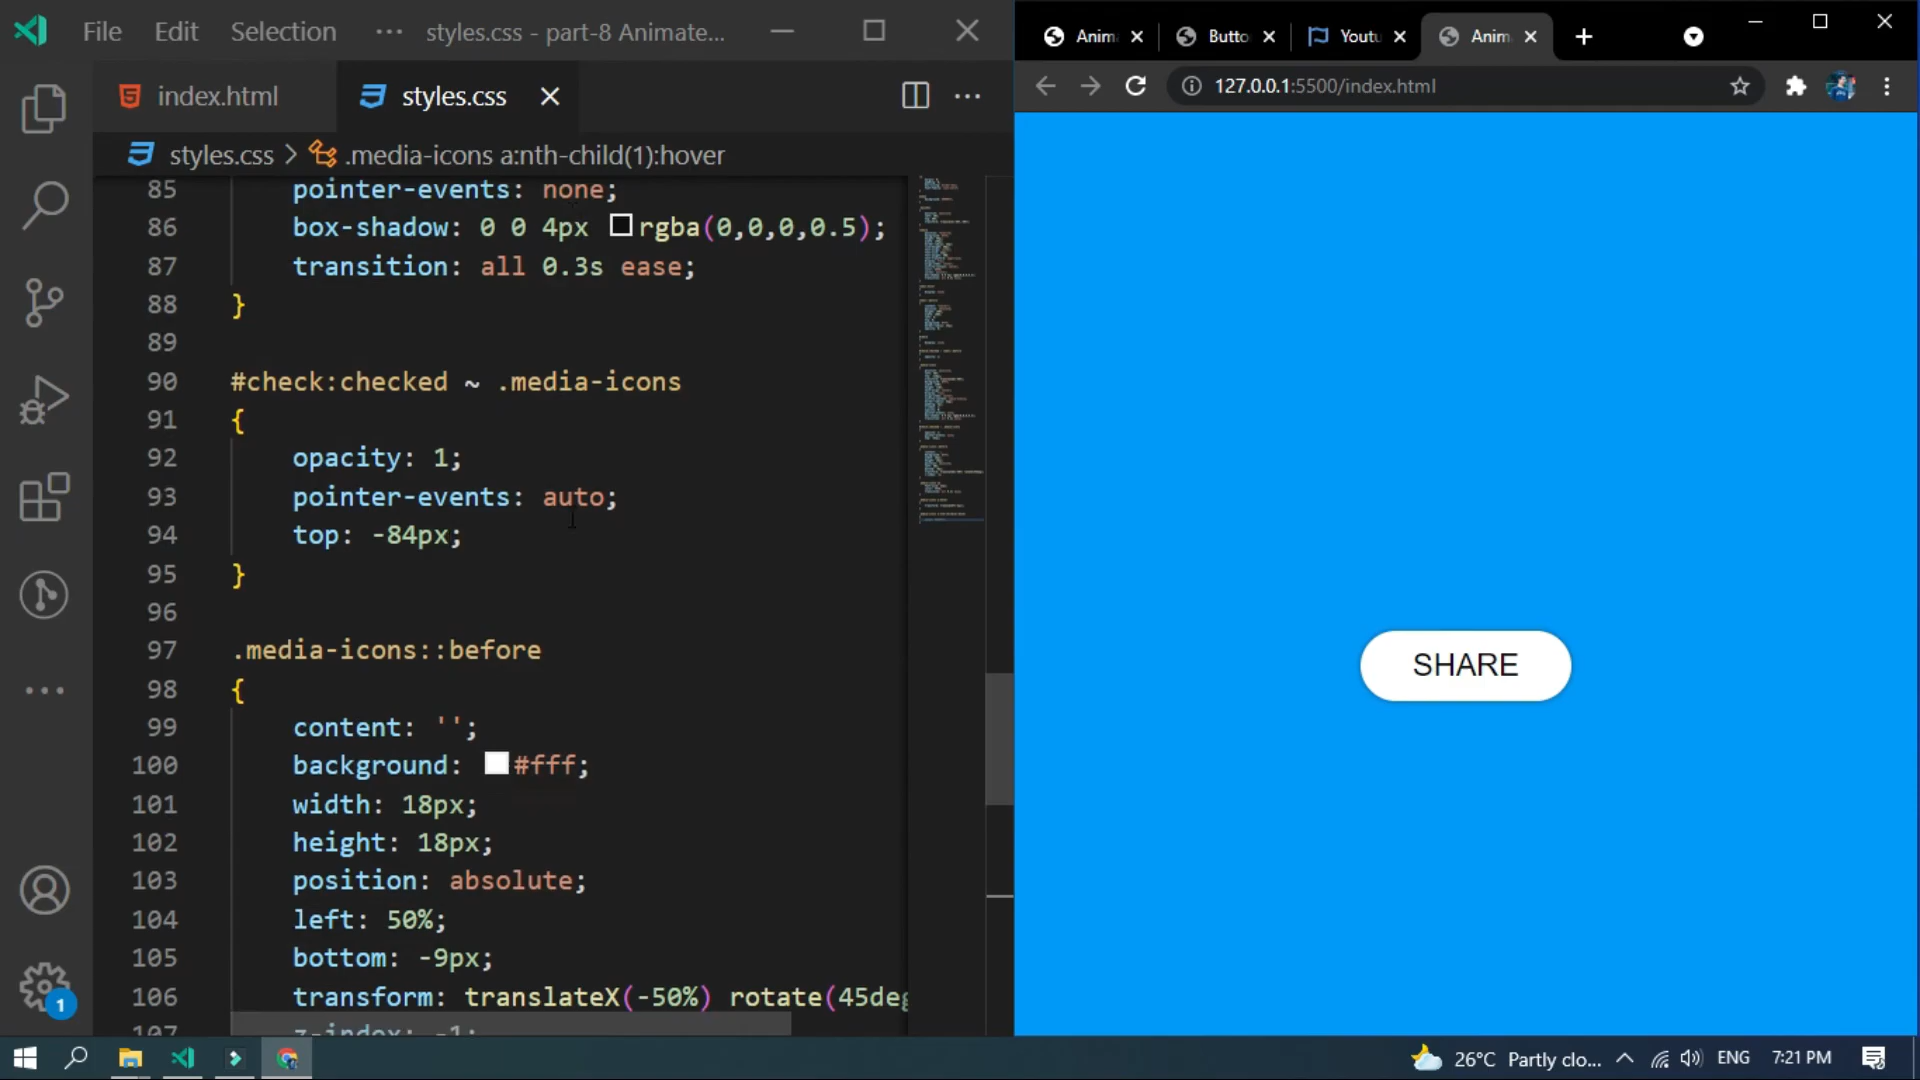 File Edit Selection ··· styles.css - part-8 Animate...
index.html styles.css
styles.css > .media-icons a:nth-child(1):hover
85 pointer-events: none;
86 box-shadow: 0 0 4px rgba(0,0,0,0.5);
87 transition: all 0.3s ease;
88 }
89
90 #check:checked ~ .media-icons
91 {
92 opacity: 1;
93 pointer-events: auto;
94 top: -84px;
95 }
96
97 .media-icons::before
98 {
99 content: '';
100 background: #fff;
101 width: 18px;
102 height: 18px;
103 position: absolute;
104 left: 50%;
105 bottom: -9px;
106 transform: translateX(-50%) rotate(45deg
107 z-index: -1;
1
Anim Butto Youtu Anim
127.0.0.1:5500/index.html
SHARE
26°C Partly clo... ENG 7:21 PM